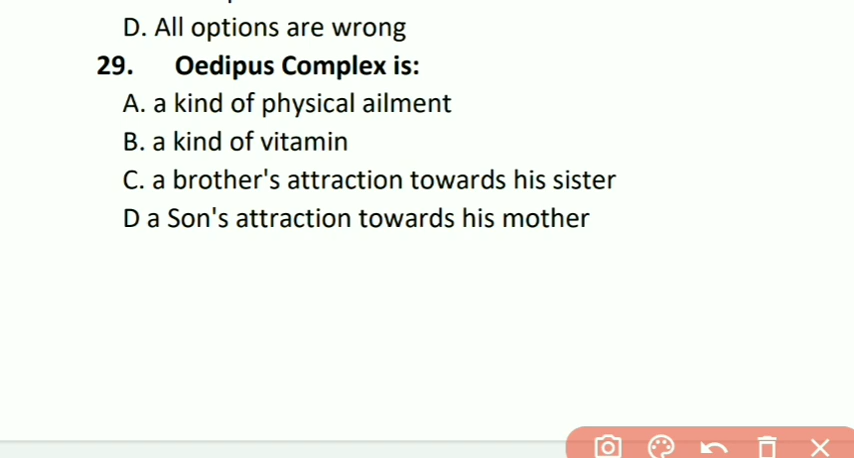 D. All options are wrong
29. Oedipus Complex is:
A. a kind of physical ailment
B. a kind of vitamin
C. a brother's attraction towards his sister
D a Son's attraction towards his mother